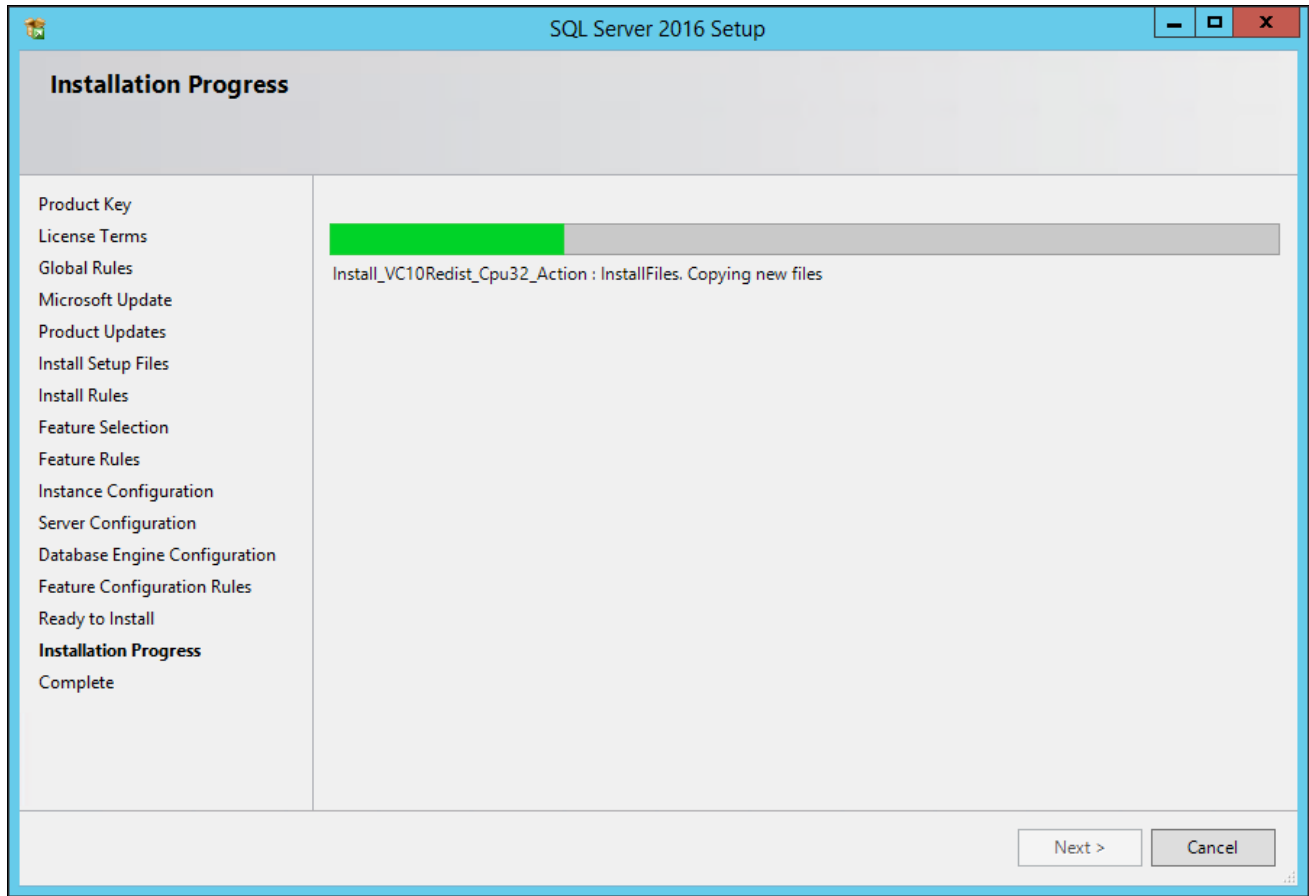 SQL Server 2016 Setup
Installation Progress
Product Key
License Terms
Global Rules
Microsoft Update
Product Updates
Install Setup Files
Install Rules
Feature Selection
Feature Rules
Instance Configuration
Server Configuration
Database Engine Configuration
Feature Configuration Rules
Ready to Install
Installation Progress
Complete
Install_VC10Redist_Cpu32_Action : InstallFiles. Copying new files
Next >
Cancel